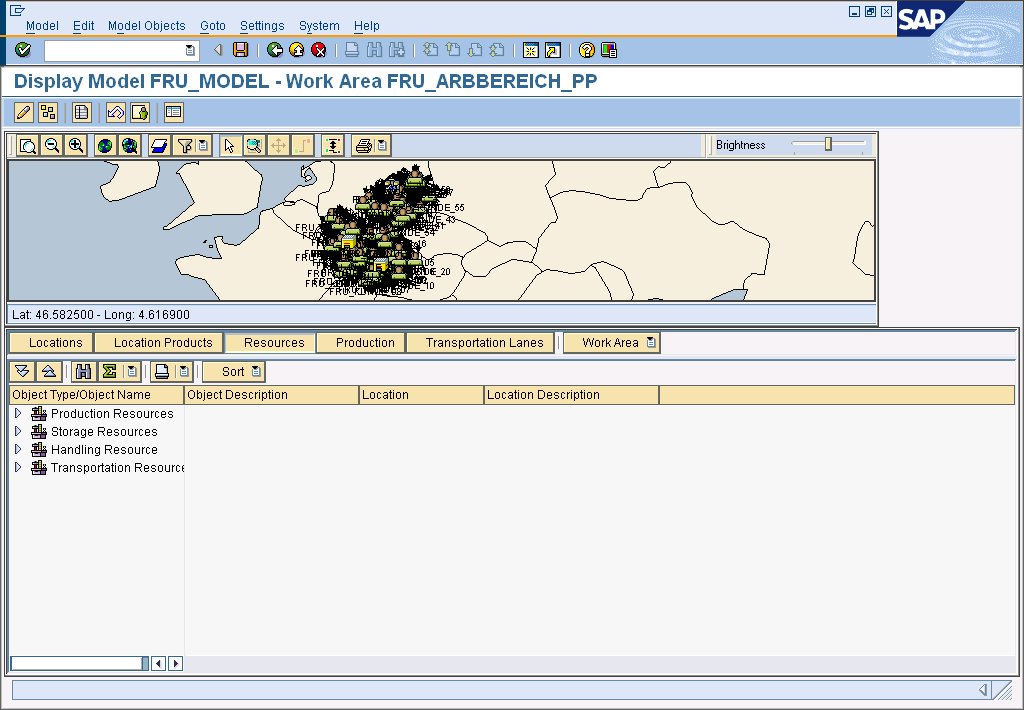 Model Edit Model Objects Goto Settings System Help
SAP
Display Model FRU_MODEL - Work Area FRU_ARBBEREICH_PP
Brightness
Lat: 46.582500 - Long: 4.616900
Locations Location Products Resources Production Transportation Lanes Work Area
Sort
Object Type/Object Name Object Description Location Location Description
Production Resources
Storage Resources
Handling Resource
Transportation Resource